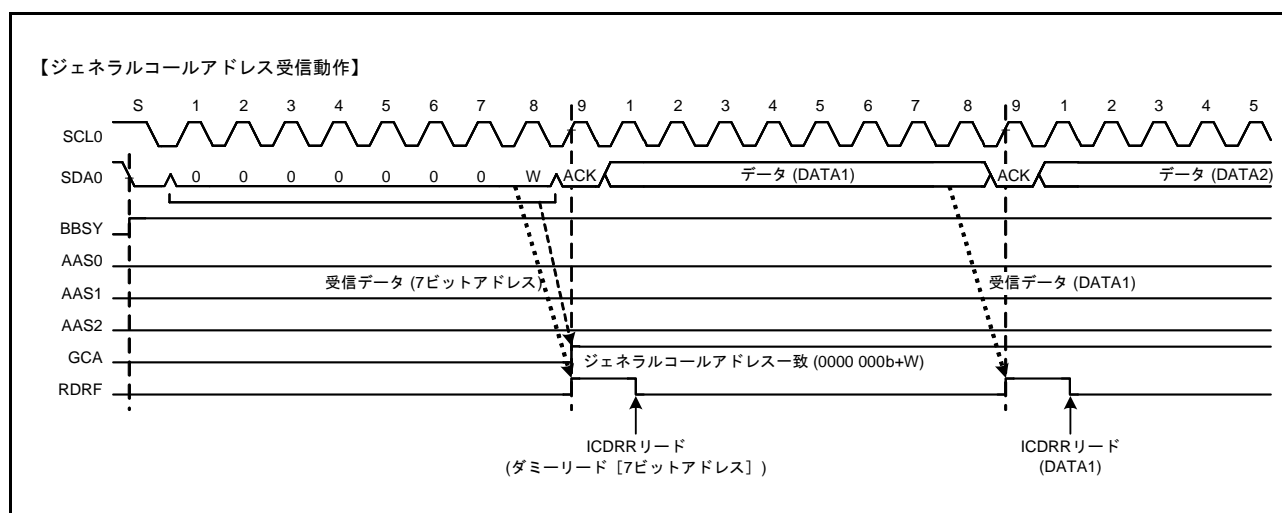 【ジェネラルコールアドレス受信動作】
S 1 2 3 4 5 6 7 8 9 1 2 3 4 5 6 7 8 9 1 2 3 4 5
SCL0
SDA0 0 0 0 0 0 0 0 W ACK データ (DATA1) ACK データ (DATA2)
BBSY
AAS0
受信データ (7ビットアドレス) 受信データ (DATA1)
AAS1
AAS2
GCA ジェネラルコールアドレス一致 (0000 000b+W)
RDRF
ICDRRリード ICDRRリード
(ダミーリード [7ビットアドレス] ) (DATA1)